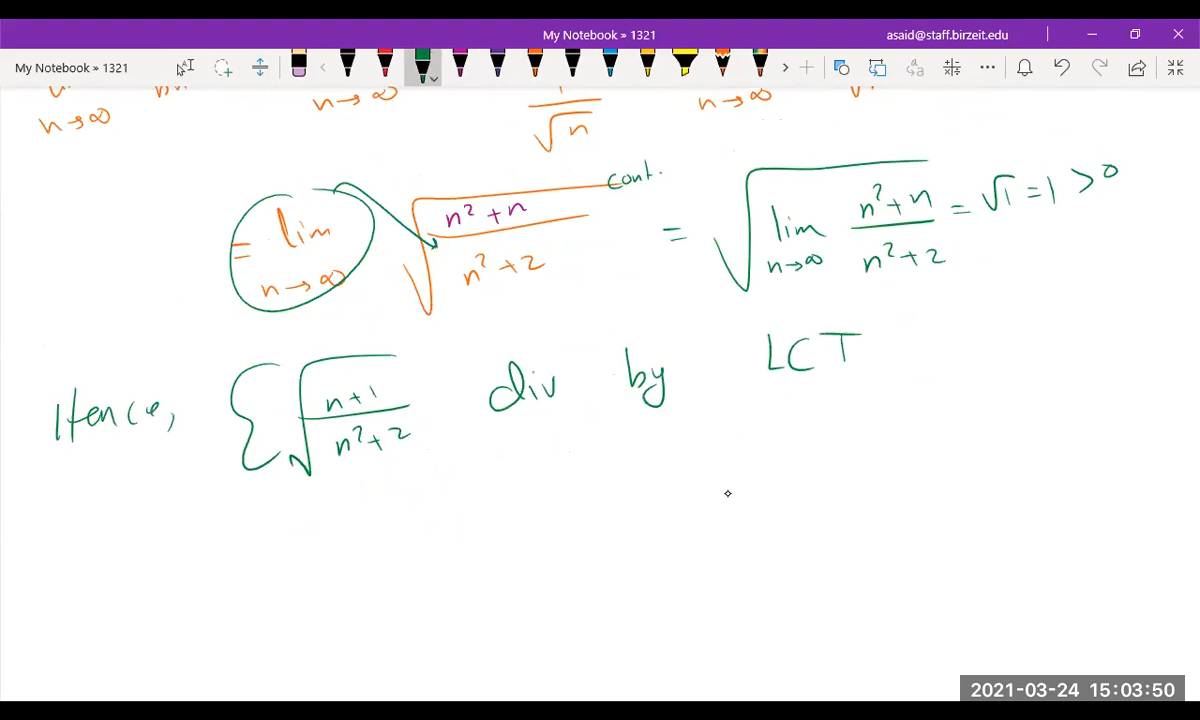 My Notebook asaid@staff.birzeit.edu
My Notebook » 1321
n→∞ n→∞ 1/√n n→∞
= lim n→∞ √((n²+n)/(n²+2)) cont. = √(lim n→∞ (n²+n)/(n²+2)) = √1 = 1 > 0
Hence, Σ √((n+1)/(n²+2)) div by LCT
2021-03-24 15:03:50